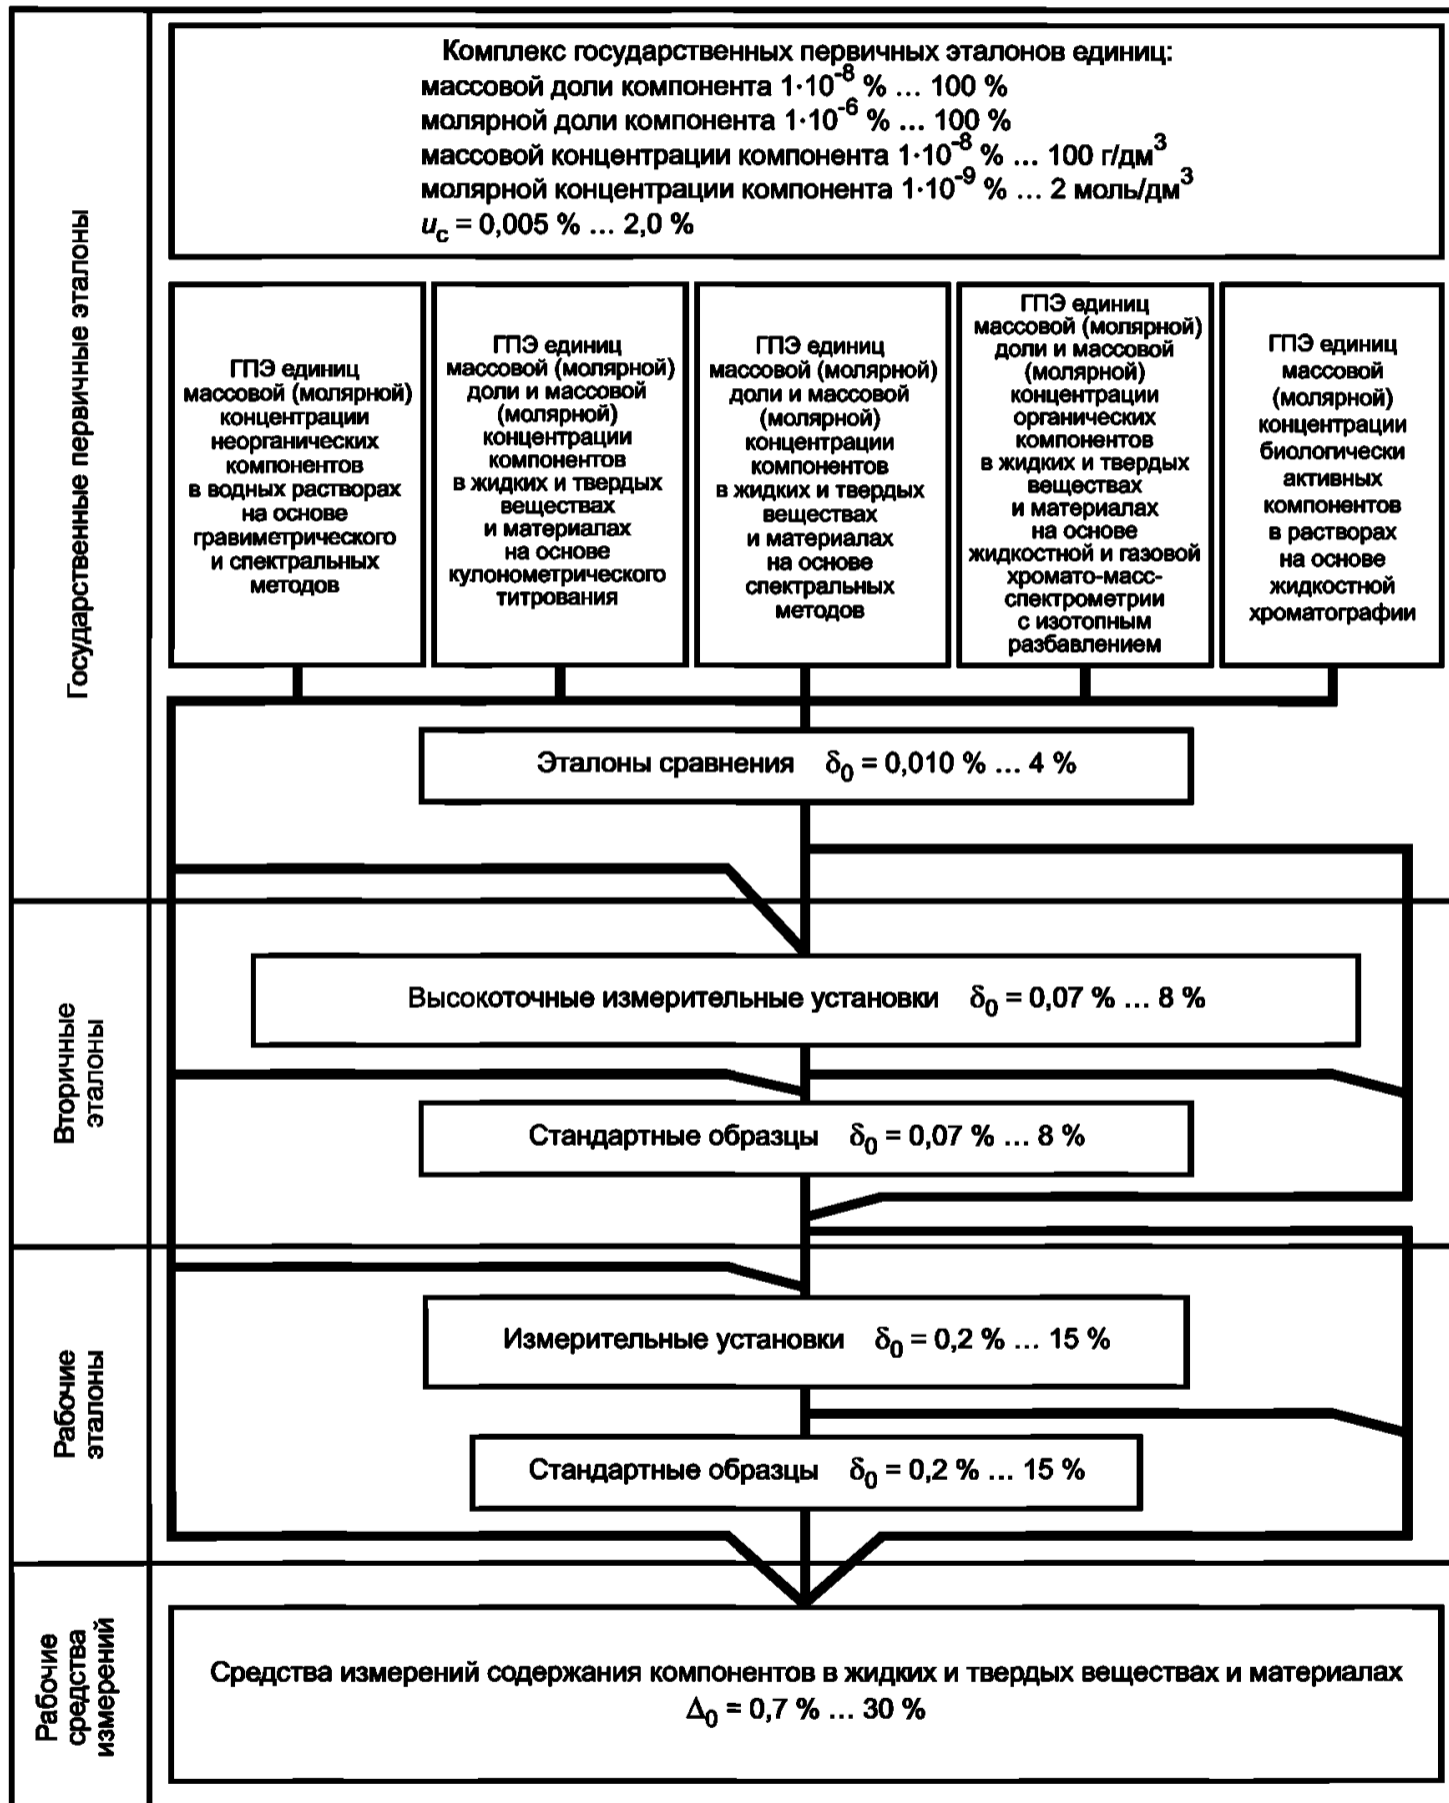 Государственные первичные эталоны
Комплекс государственных первичных эталонов единиц:
массовой доли компонента 1·10⁻⁸ % ... 100 %
молярной доли компонента 1·10⁻⁶ % ... 100 %
массовой концентрации компонента 1·10⁻⁸ % ... 100 г/дм³
молярной концентрации компонента 1·10⁻⁹ % ... 2 моль/дм³
u_c = 0,005 % ... 2,0 %
ГПЭ единиц
массовой (молярной)
концентрации
неорганических
компонентов
в водных растворах
на основе
гравиметрического
и спектральных
методов
ГПЭ единиц
массовой (молярной)
доли и массовой
(молярной)
концентрации
компонентов
в жидких и твердых
веществах
и материалах
на основе
кулонометрического
титрования
ГПЭ единиц
массовой (молярной)
доли и массовой
(молярной)
концентрации
компонентов
в жидких и твердых
веществах
и материалах
на основе
спектральных
методов
ГПЭ единиц
массовой (молярной)
доли и массовой
(молярной)
концентрации
органических
компонентов
в жидких и твердых
веществах
и материалах
на основе
жидкостной и газовой
хромато-масс-
спектрометрии
с изотопным
разбавлением
ГПЭ единиц
массовой
(молярной)
концентрации
биологически
активных
компонентов
в растворах
на основе
жидкостной
хроматографии
Эталоны сравнения δ₀ = 0,010 % ... 4 %
Вторичные
эталоны
Высокоточные измерительные установки δ₀ = 0,07 % ... 8 %
Стандартные образцы δ₀ = 0,07 % ... 8 %
Рабочие
эталоны
Измерительные установки δ₀ = 0,2 % ... 15 %
Стандартные образцы δ₀ = 0,2 % ... 15 %
Рабочие
средства
измерений
Средства измерений содержания компонентов в жидких и твердых веществах и материалах
Δ₀ = 0,7 % ... 30 %